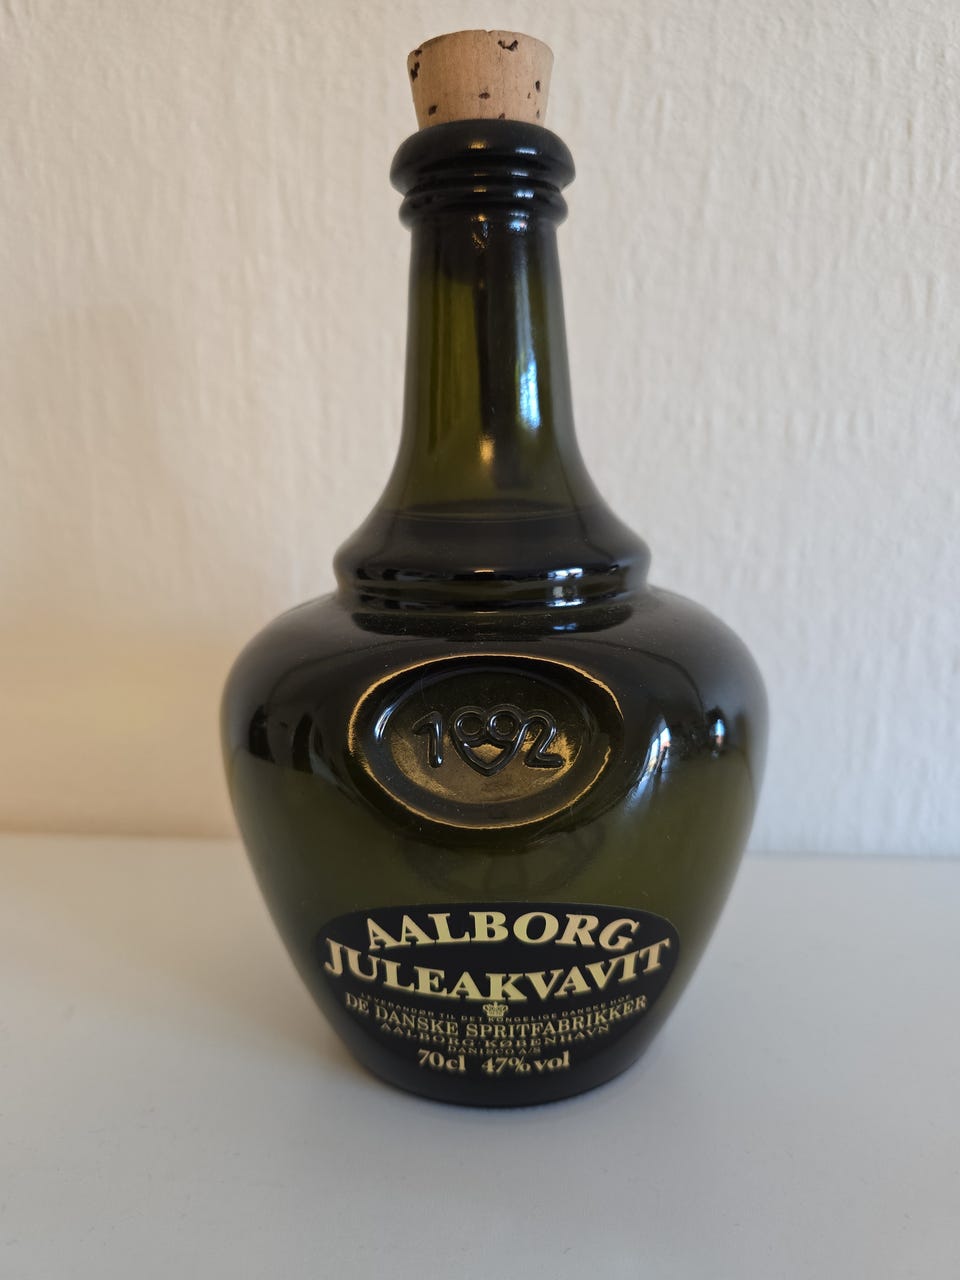 1992
AALBORG
JULEAKVAVIT
LEVERANDØR TIL DET KONGELIGE DANSKE HOF
DE DANSKE SPRITFABRIKKER
AALBORG·KØBENHAVN
DANISCO A/S
70cl 47% vol